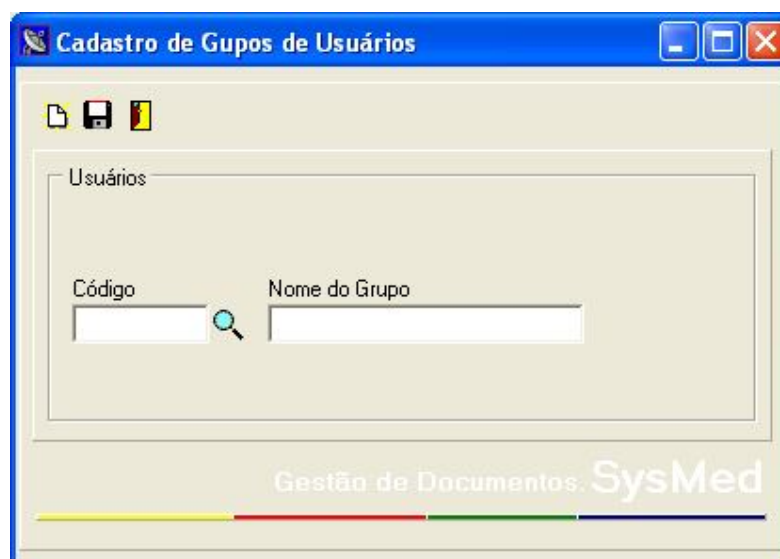 Cadastro de Gupos de Usuários
Usuários
Código Nome do Grupo
Gestão de Documentos. SysMed